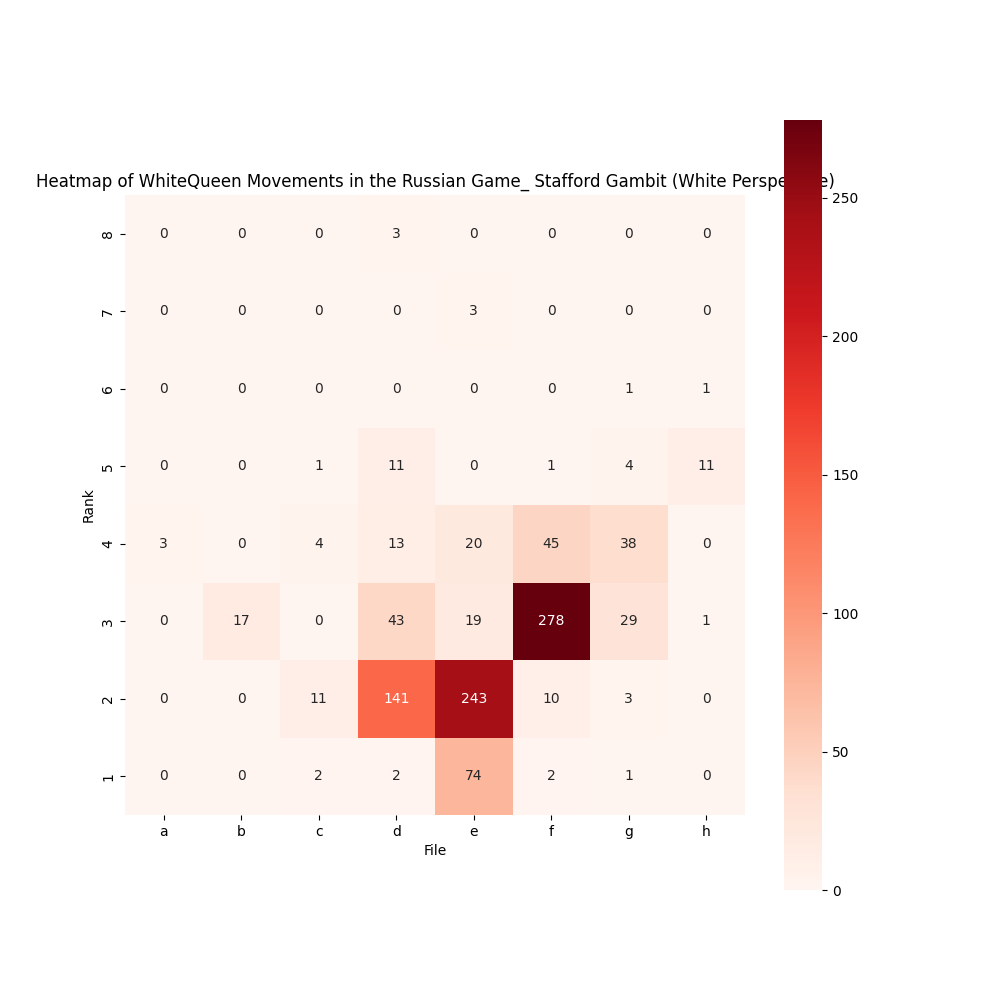 Heatmap of WhiteQueen Movements in the Russian Game_ Stafford Gambit (White Perspe e)
250
8 0 0 0 3 0 0 0 0
7 0 0 0 0 3 0 0 0
200
6 0 0 0 0 0 0 1 1
5 0 0 1 11 0 1 4 11
150
Rank
4 3 0 4 13 20 45 38 0
100
3 0 17 0 43 19 278 29 1
2 0 0 11 141 243 10 3 0
50
1 0 0 2 2 74 2 1 0
a b c d e f g h
File
0